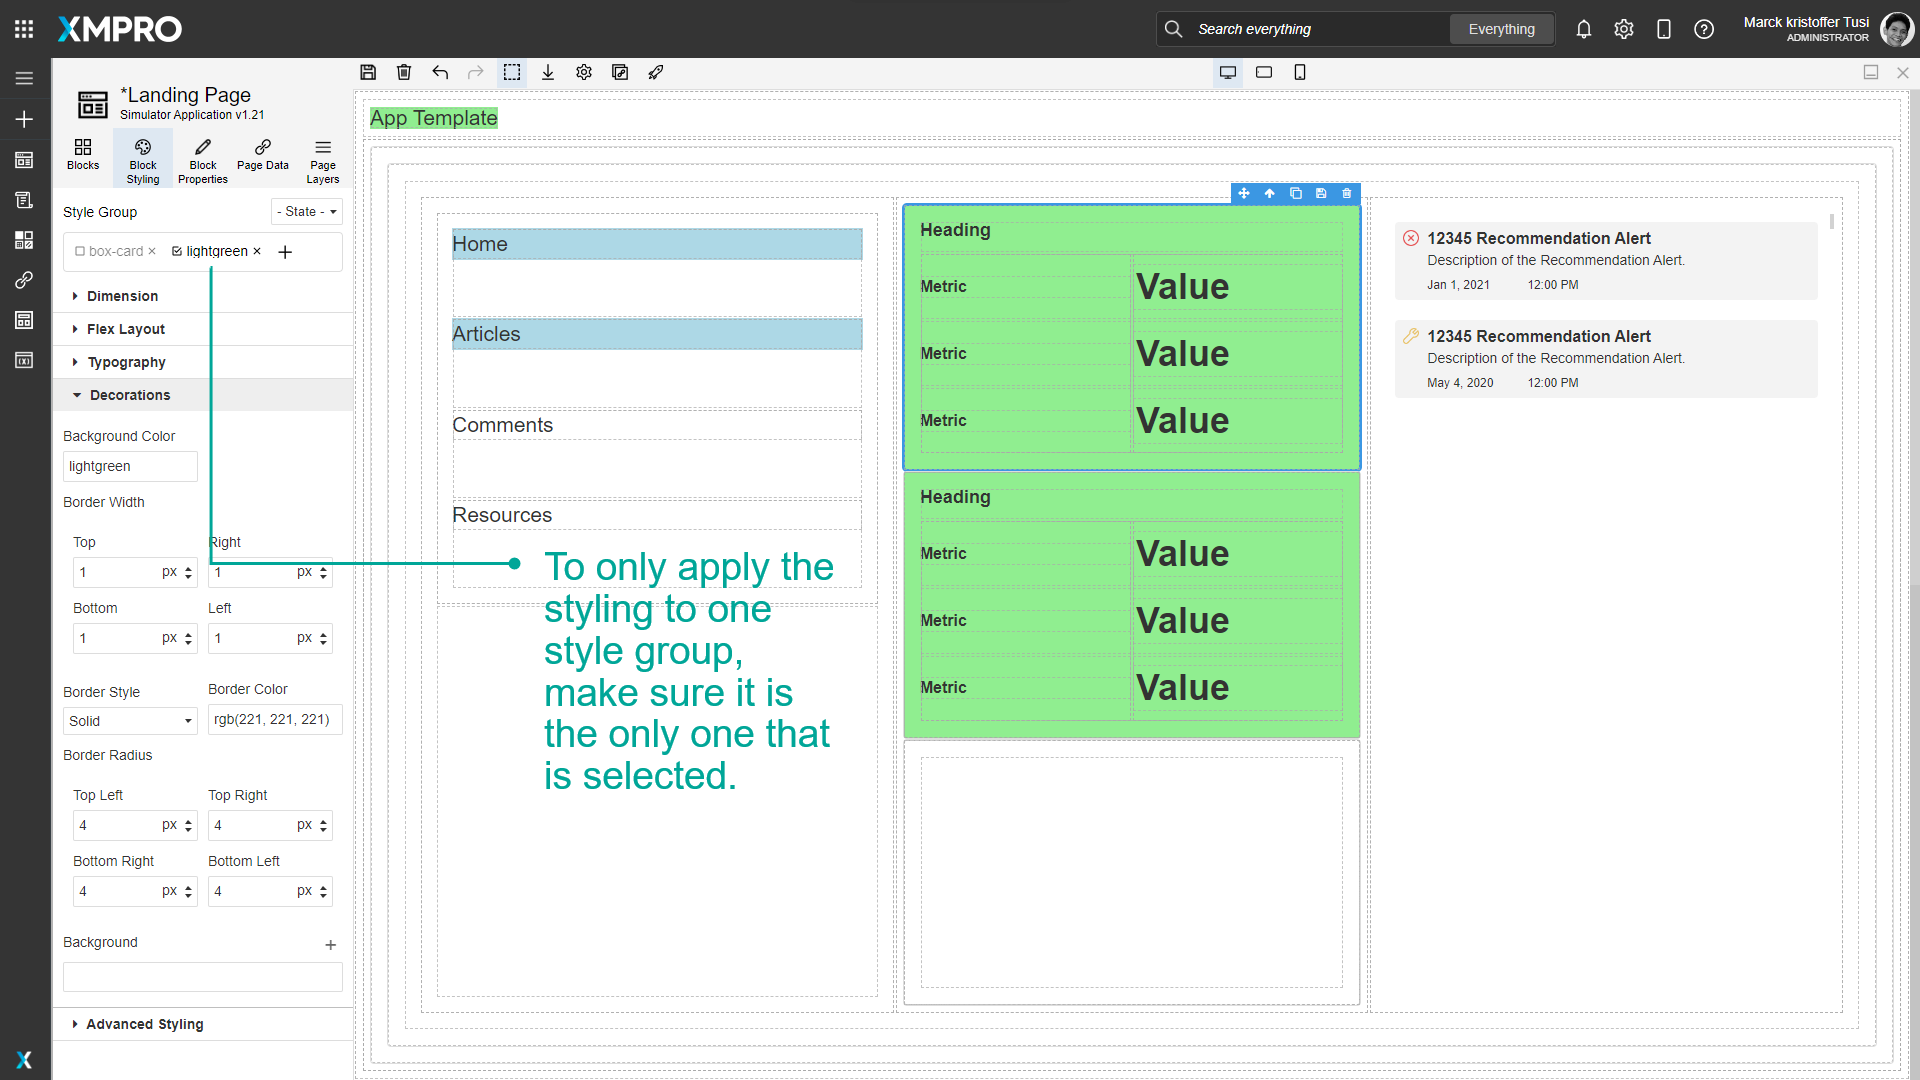 XMPRO
Search everything
Everything
Marck kristoffer Tusi
ADMINISTRATOR
*Landing Page
Simulator Application v1.21
Blocks
Block Styling
Block Properties
Page Data
Page Layers
Style Group
- State -
box-card ×
lightgreen ×
Dimension
Flex Layout
Typography
Decorations
Background Color
lightgreen
Border Width
Top
Right
1 px
1 px
Bottom
Left
1 px
1 px
Border Style
Border Color
Solid
rgb(221, 221, 221)
Border Radius
Top Left
Top Right
4 px
4 px
Bottom Right
Bottom Left
4 px
4 px
Background
Advanced Styling
App Template
Home
Articles
Comments
Resources
To only apply the
styling to one
style group,
make sure it is
the only one that
is selected.
Heading
Metric Value
Metric Value
Metric Value
Heading
Metric Value
Metric Value
Metric Value
12345 Recommendation Alert
Description of the Recommendation Alert.
Jan 1, 2021 12:00 PM
12345 Recommendation Alert
Description of the Recommendation Alert.
May 4, 2020 12:00 PM